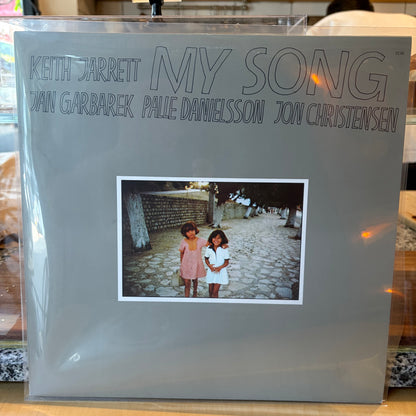 KEITH JARRETT MY SONG
JAN GARBAREK PALLE DANIELSSON JON CHRISTENSEN